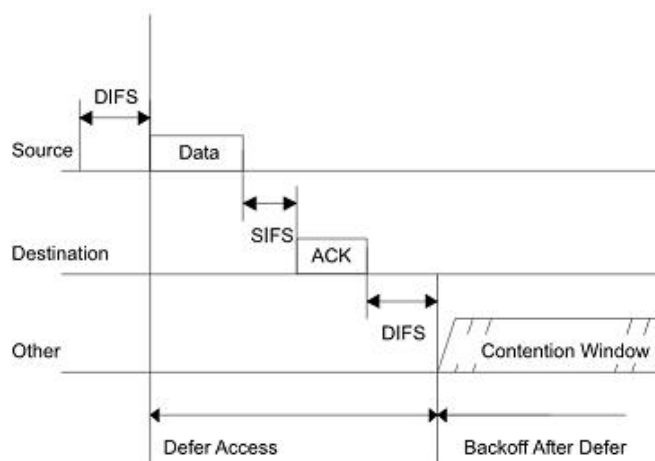 DIFS
Source
Data
SIFS
Destination
ACK
DIFS
Other
Contention Window
Defer Access
Backoff After Defer